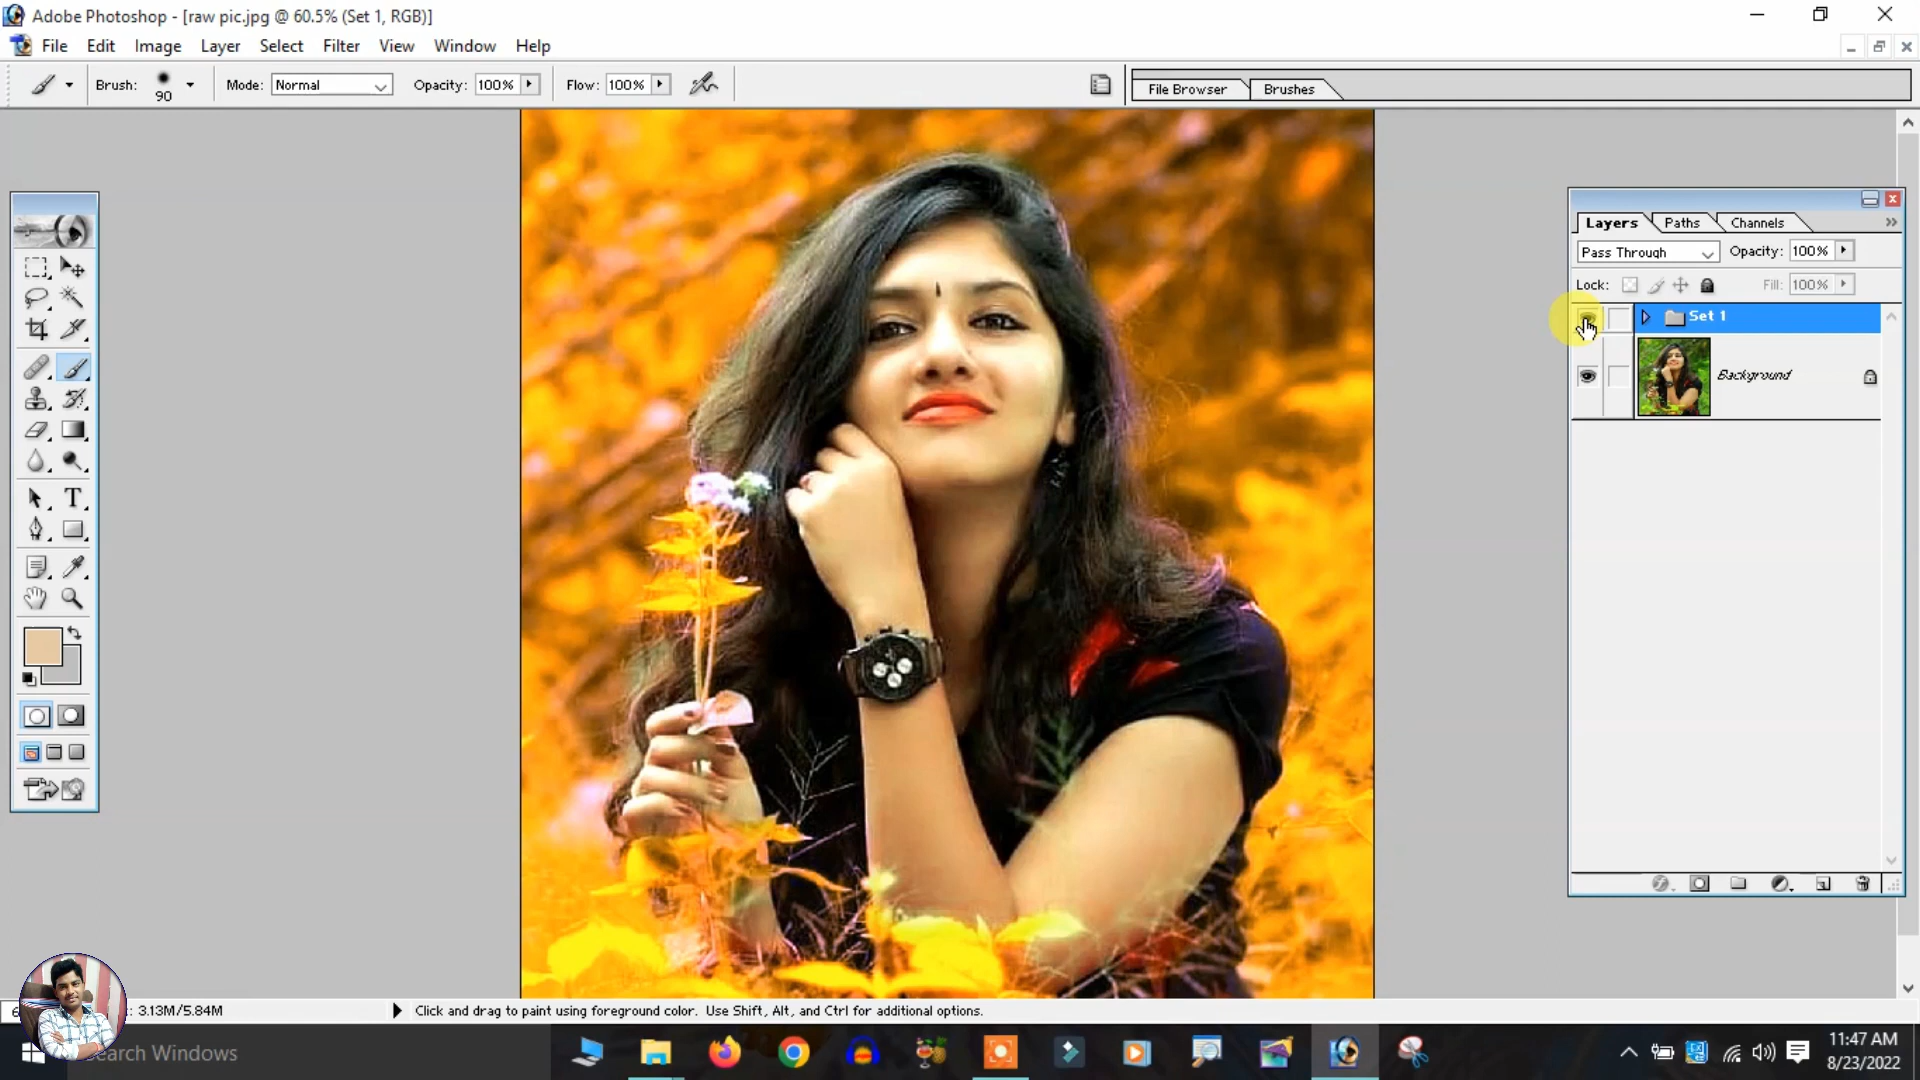 Adobe Photoshop - [raw pic.jpg @ 60.5% (Set 1, RGB)]
File Edit Image Layer Select Filter View Window Help
Brush: 90 Mode: Normal Opacity: 100% Flow: 100% File Browser Brushes
Layers Paths Channels
Pass Through Opacity: 100%
Lock: Fill: 100%
Set 1
Background
T
3.13M/5.84M Click and drag to paint using foreground color. Use Shift, Alt, and Ctrl for additional options.
Windows
11:47 AM
8/23/2022